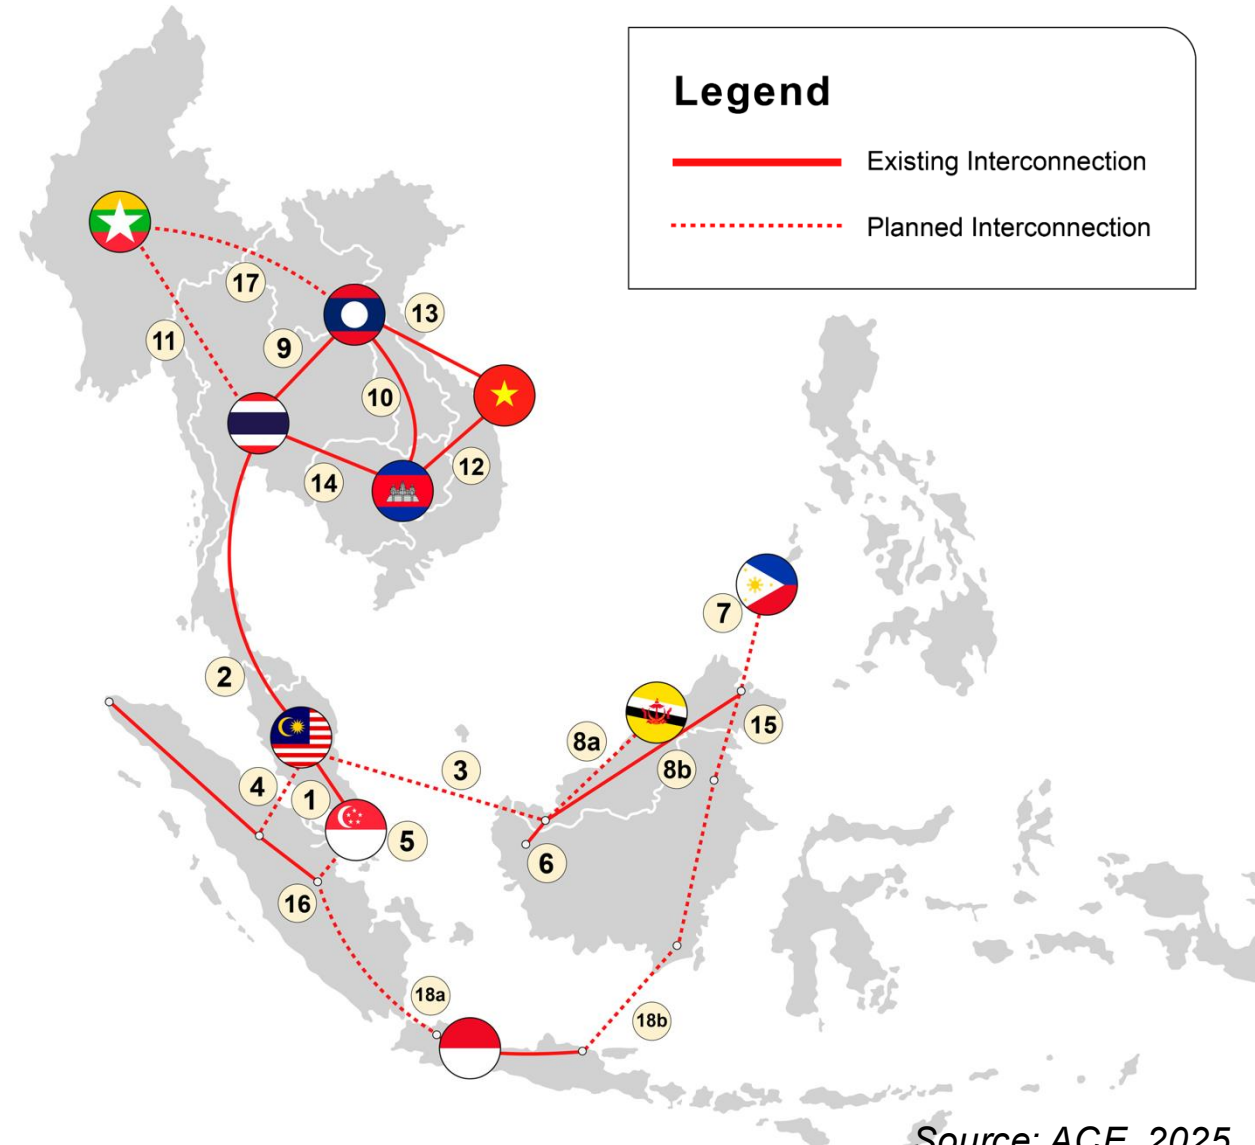 Legend
Existing Interconnection
Planned Interconnection
17
13
11
9
10
12
14
7
2
15
8a
3
8b
4
1
5
6
16
18a
18b
Source: ACE, 2025